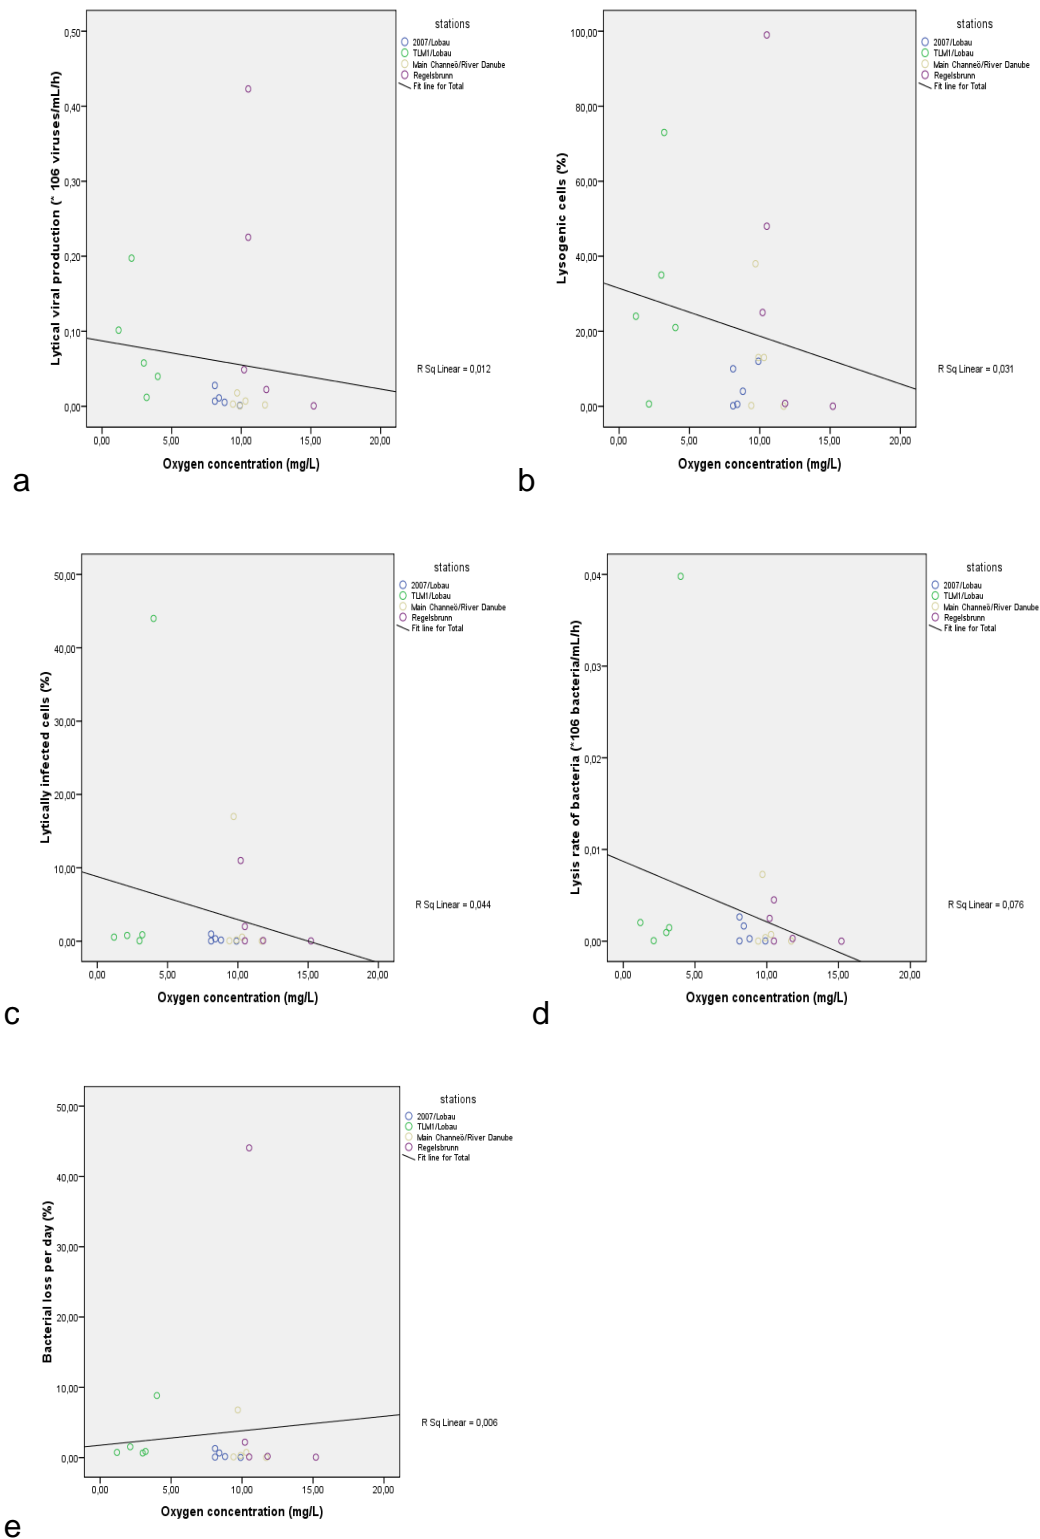 stations
2007/Lobau
TLM1/Lobau
Main Channeö/River Danube
Regelsbrunn
Fit line for Total
Lytical viral production (* 106 viruses/mL/h)
0,50
0,40
0,30
0,20
0,10
0,00
R Sq Linear = 0,012
0,00 5,00 10,00 15,00 20,00
Oxygen concentration (mg/L)
a
stations
2007/Lobau
TLM1/Lobau
Main Channeö/River Danube
Regelsbrunn
Fit line for Total
Lysogenic cells (%)
100,00
80,00
60,00
40,00
20,00
0,00
R Sq Linear = 0,031
0,00 5,00 10,00 15,00 20,00
Oxygen concentration (mg/L)
b
stations
2007/Lobau
TLM1/Lobau
Main Channeö/River Danube
Regelsbrunn
Fit line for Total
Lytically infected cells (%)
50,00
40,00
30,00
20,00
10,00
0,00
R Sq Linear = 0,044
0,00 5,00 10,00 15,00 20,00
Oxygen concentration (mg/L)
c
stations
2007/Lobau
TLM1/Lobau
Main Channeö/River Danube
Regelsbrunn
Fit line for Total
Lysis rate of bacteria (*106 bacteria/mL/h)
0,04
0,03
0,02
0,01
0,00
R Sq Linear = 0,076
0,00 5,00 10,00 15,00 20,00
Oxygen concentration (mg/L)
d
stations
2007/Lobau
TLM1/Lobau
Main Channeö/River Danube
Regelsbrunn
Fit line for Total
Bacterial loss per day (%)
50,00
40,00
30,00
20,00
10,00
0,00
R Sq Linear = 0,006
0,00 5,00 10,00 15,00 20,00
Oxygen concentration (mg/L)
e